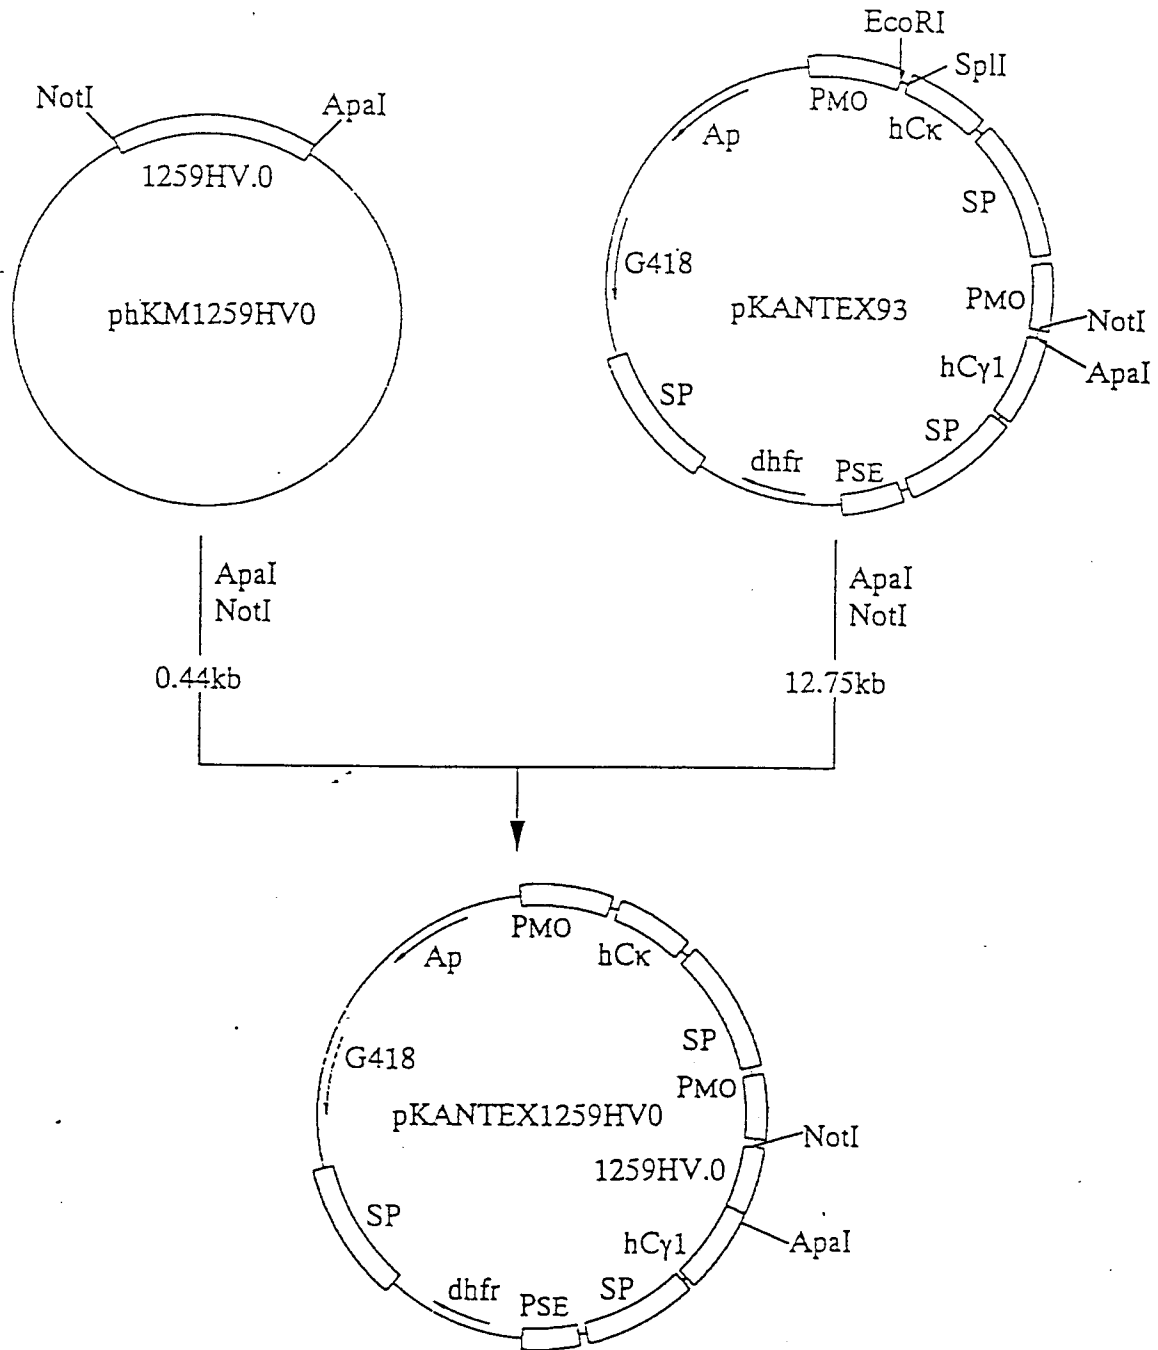 NotI
ApaI
1259HV.0
phKM1259HV0
EcoRI
SplI
PMO
hCκ
Ap
SP
G418
PMO
pKANTEX93
NotI
hCγ1
ApaI
SP
SP
dhfr
PSE
ApaI
NotI
0.44kb
ApaI
NotI
12.75kb
PMO
hCκ
Ap
SP
G418
PMO
pKANTEX1259HV0
NotI
1259HV.0
SP
hCγ1
ApaI
dhfr
PSE
SP